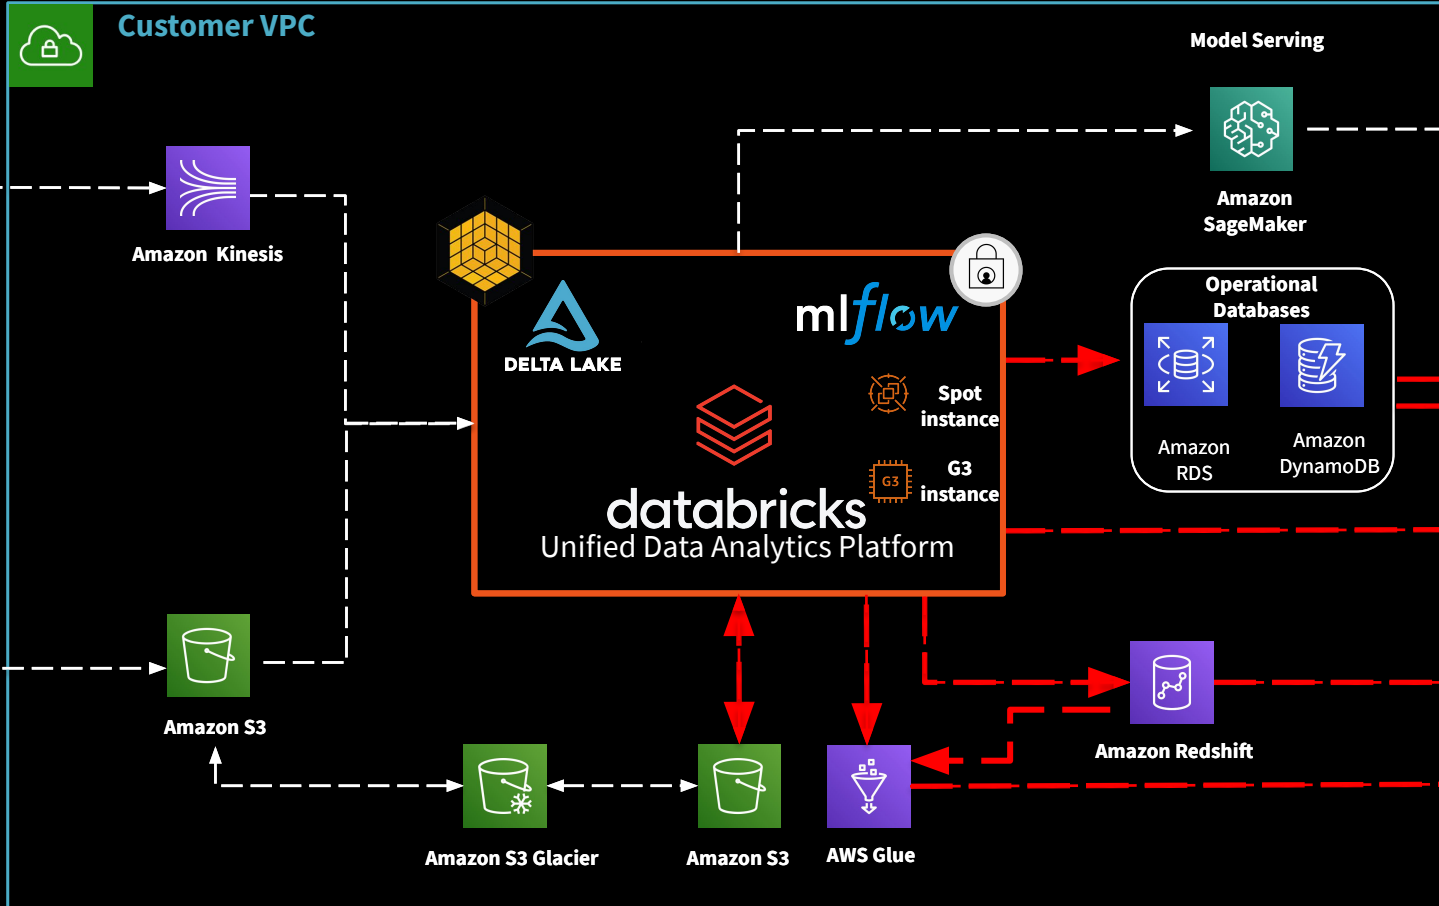 Customer VPC
Model Serving
Amazon
SageMaker
Amazon Kinesis
Operational
Databases
DELTA LAKE
mlflow
Spot
instance
G3
instance
G3
Amazon
RDS
Amazon
DynamoDB
databricks
Unified Data Analytics Platform
Amazon S3
Amazon Redshift
Amazon S3 Glacier
Amazon S3
AWS Glue